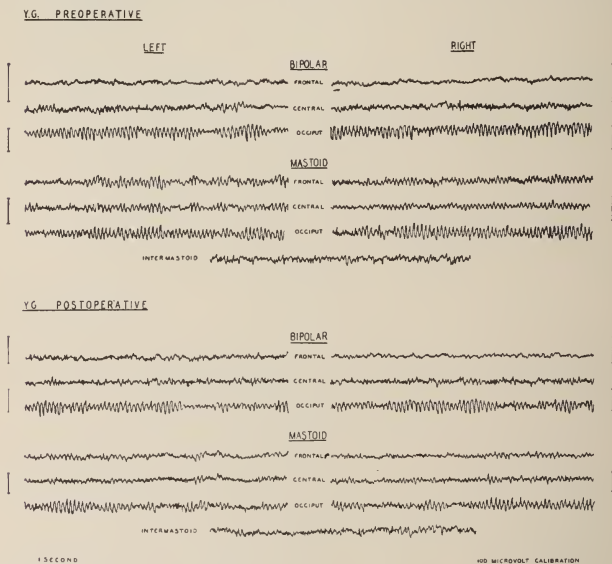 Y.G. PREOPERATIVE
LEFT
RIGHT
BIPOLAR
FRONTAL
CENTRAL
OCCIPUT
MASTOID
FRONTAL
CENTRAL
OCCIPUT
INTERMASTOID
YG POSTOPERATIVE
BIPOLAR
FRONTAL
CENTRAL
OCCIPUT
MASTOID
FRONTAL
CENTRAL
OCCIPUT
INTERMASTOID
1 SECOND
100 MICROVOLT CALIBRATION